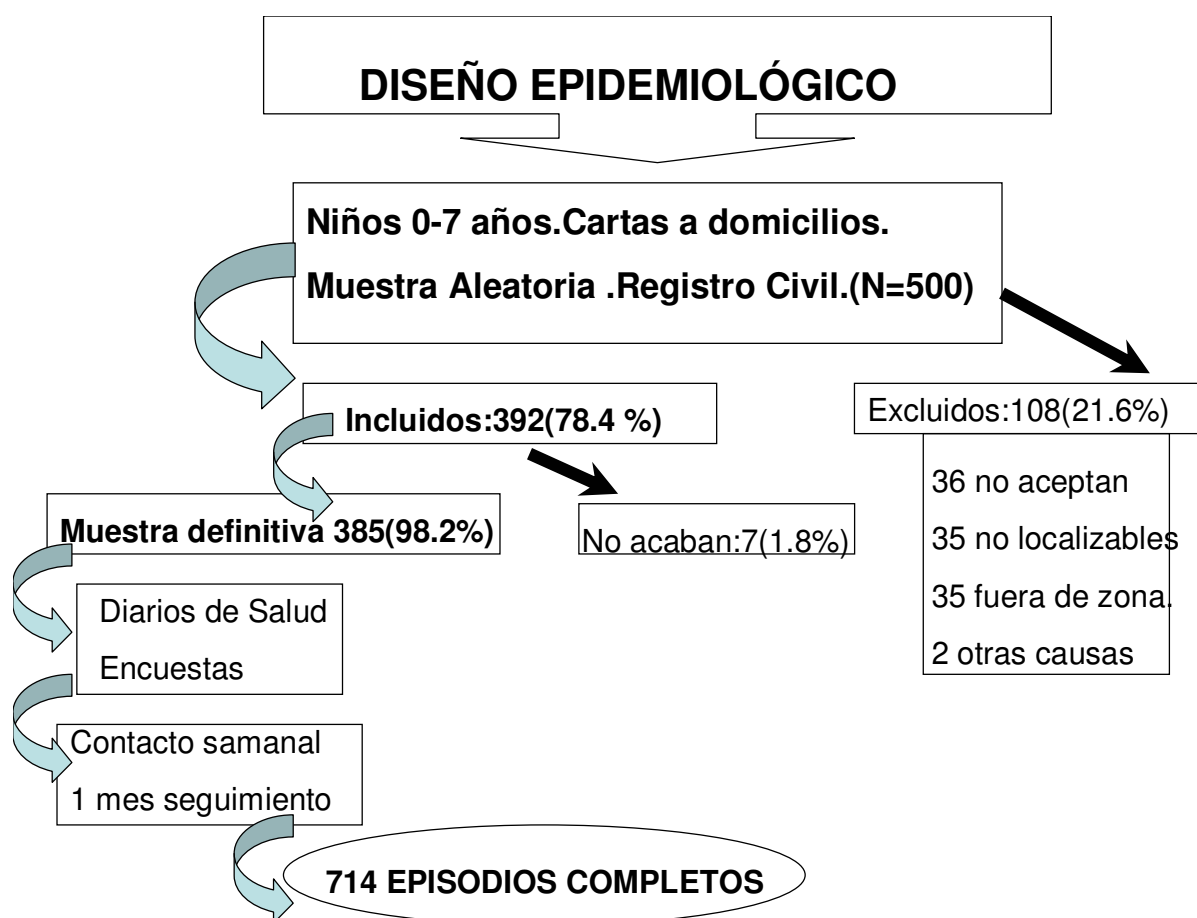 DISEÑO EPIDEMIOLÓGICO
Niños 0-7 años.Cartas a domicilios.
Muestra Aleatoria .Registro Civil.(N=500)
Incluidos:392(78.4 %)
Excluidos:108(21.6%)
36 no aceptan
35 no localizables
35 fuera de zona.
2 otras causas
Muestra definitiva 385(98.2%)
No acaban:7(1.8%)
Diarios de Salud
Encuestas
Contacto samanal
1 mes seguimiento
714 EPISODIOS COMPLETOS